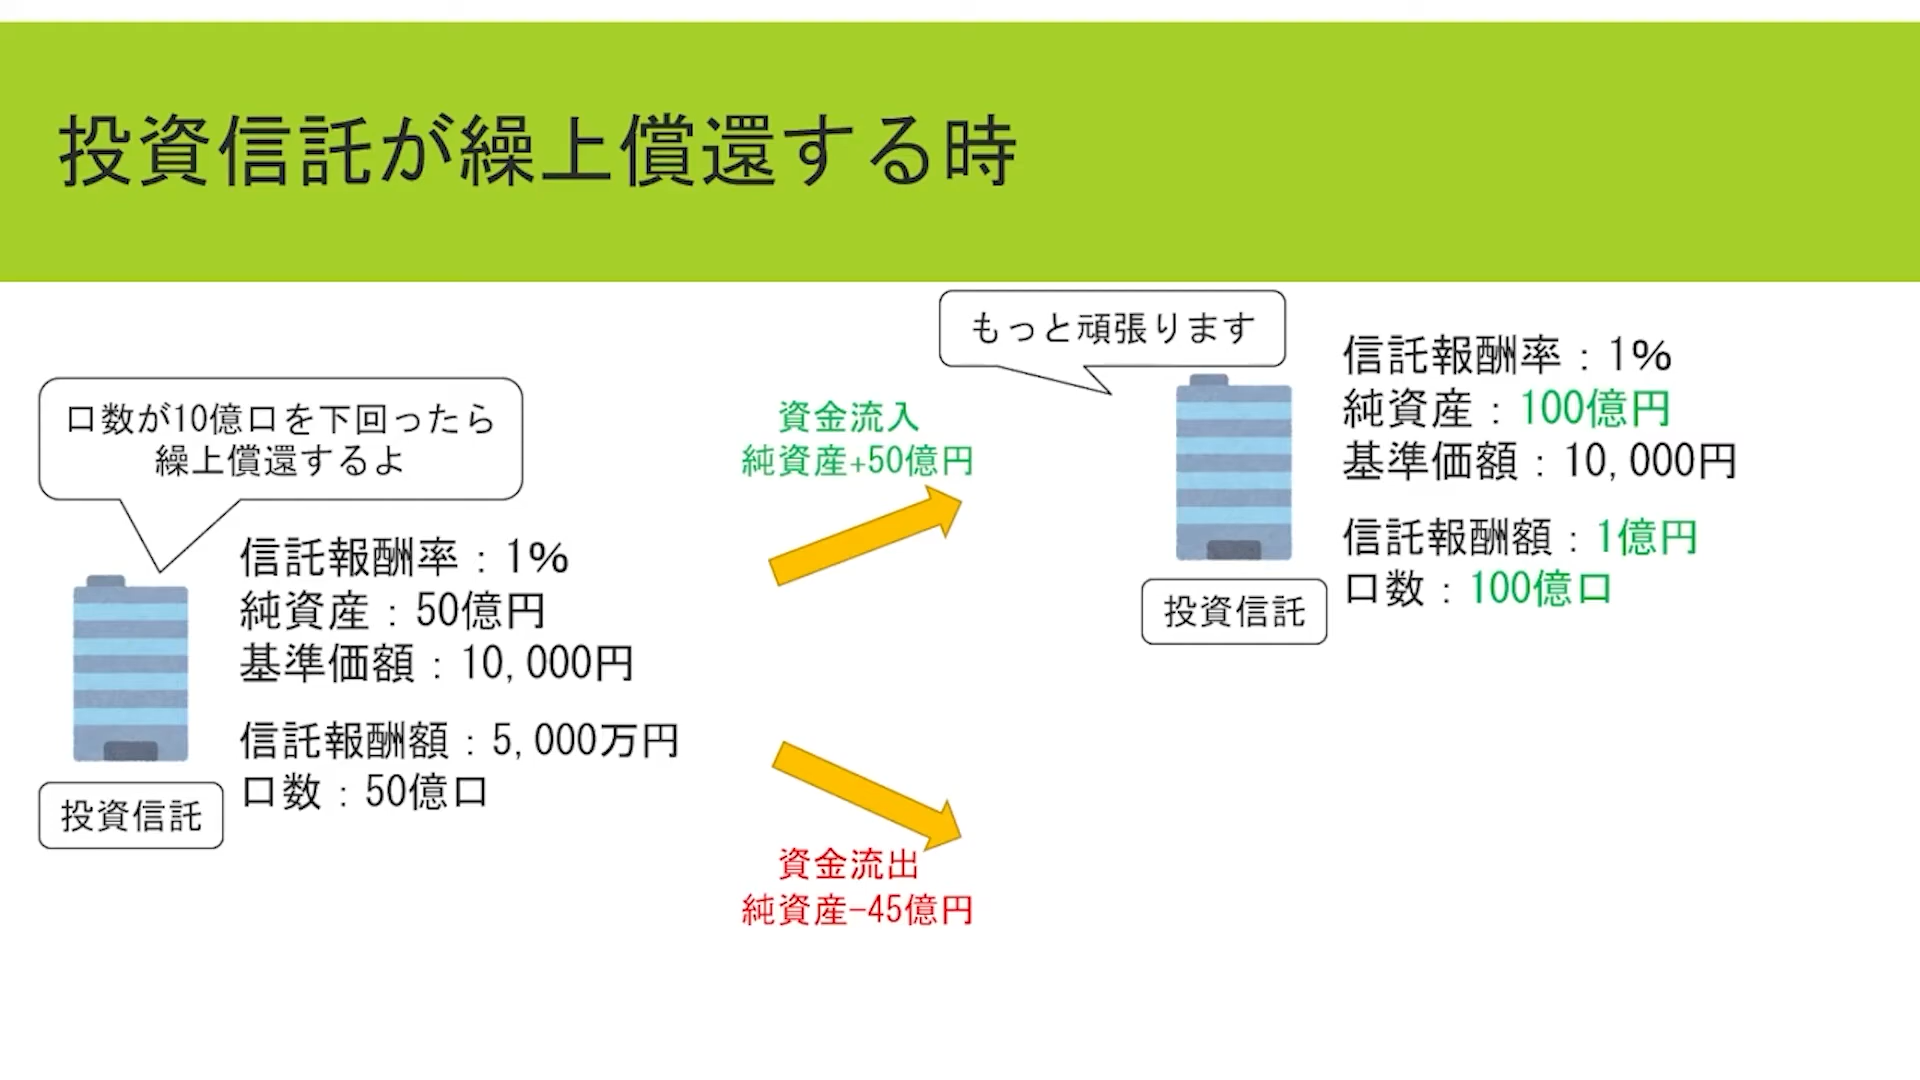 投資信託が繰上償還する時
口数が10億口を下回ったら
繰上償還するよ
信託報酬率：1%
純資産：50億円
基準価額：10,000円
信託報酬額：5,000万円
口数：50億口
投資信託
資金流入
純資産+50億円
資金流出
純資産−45億円
もっと頑張ります
信託報酬率：1%
純資産：100億円
基準価額：10,000円
信託報酬額：1億円
口数：100億口
投資信託